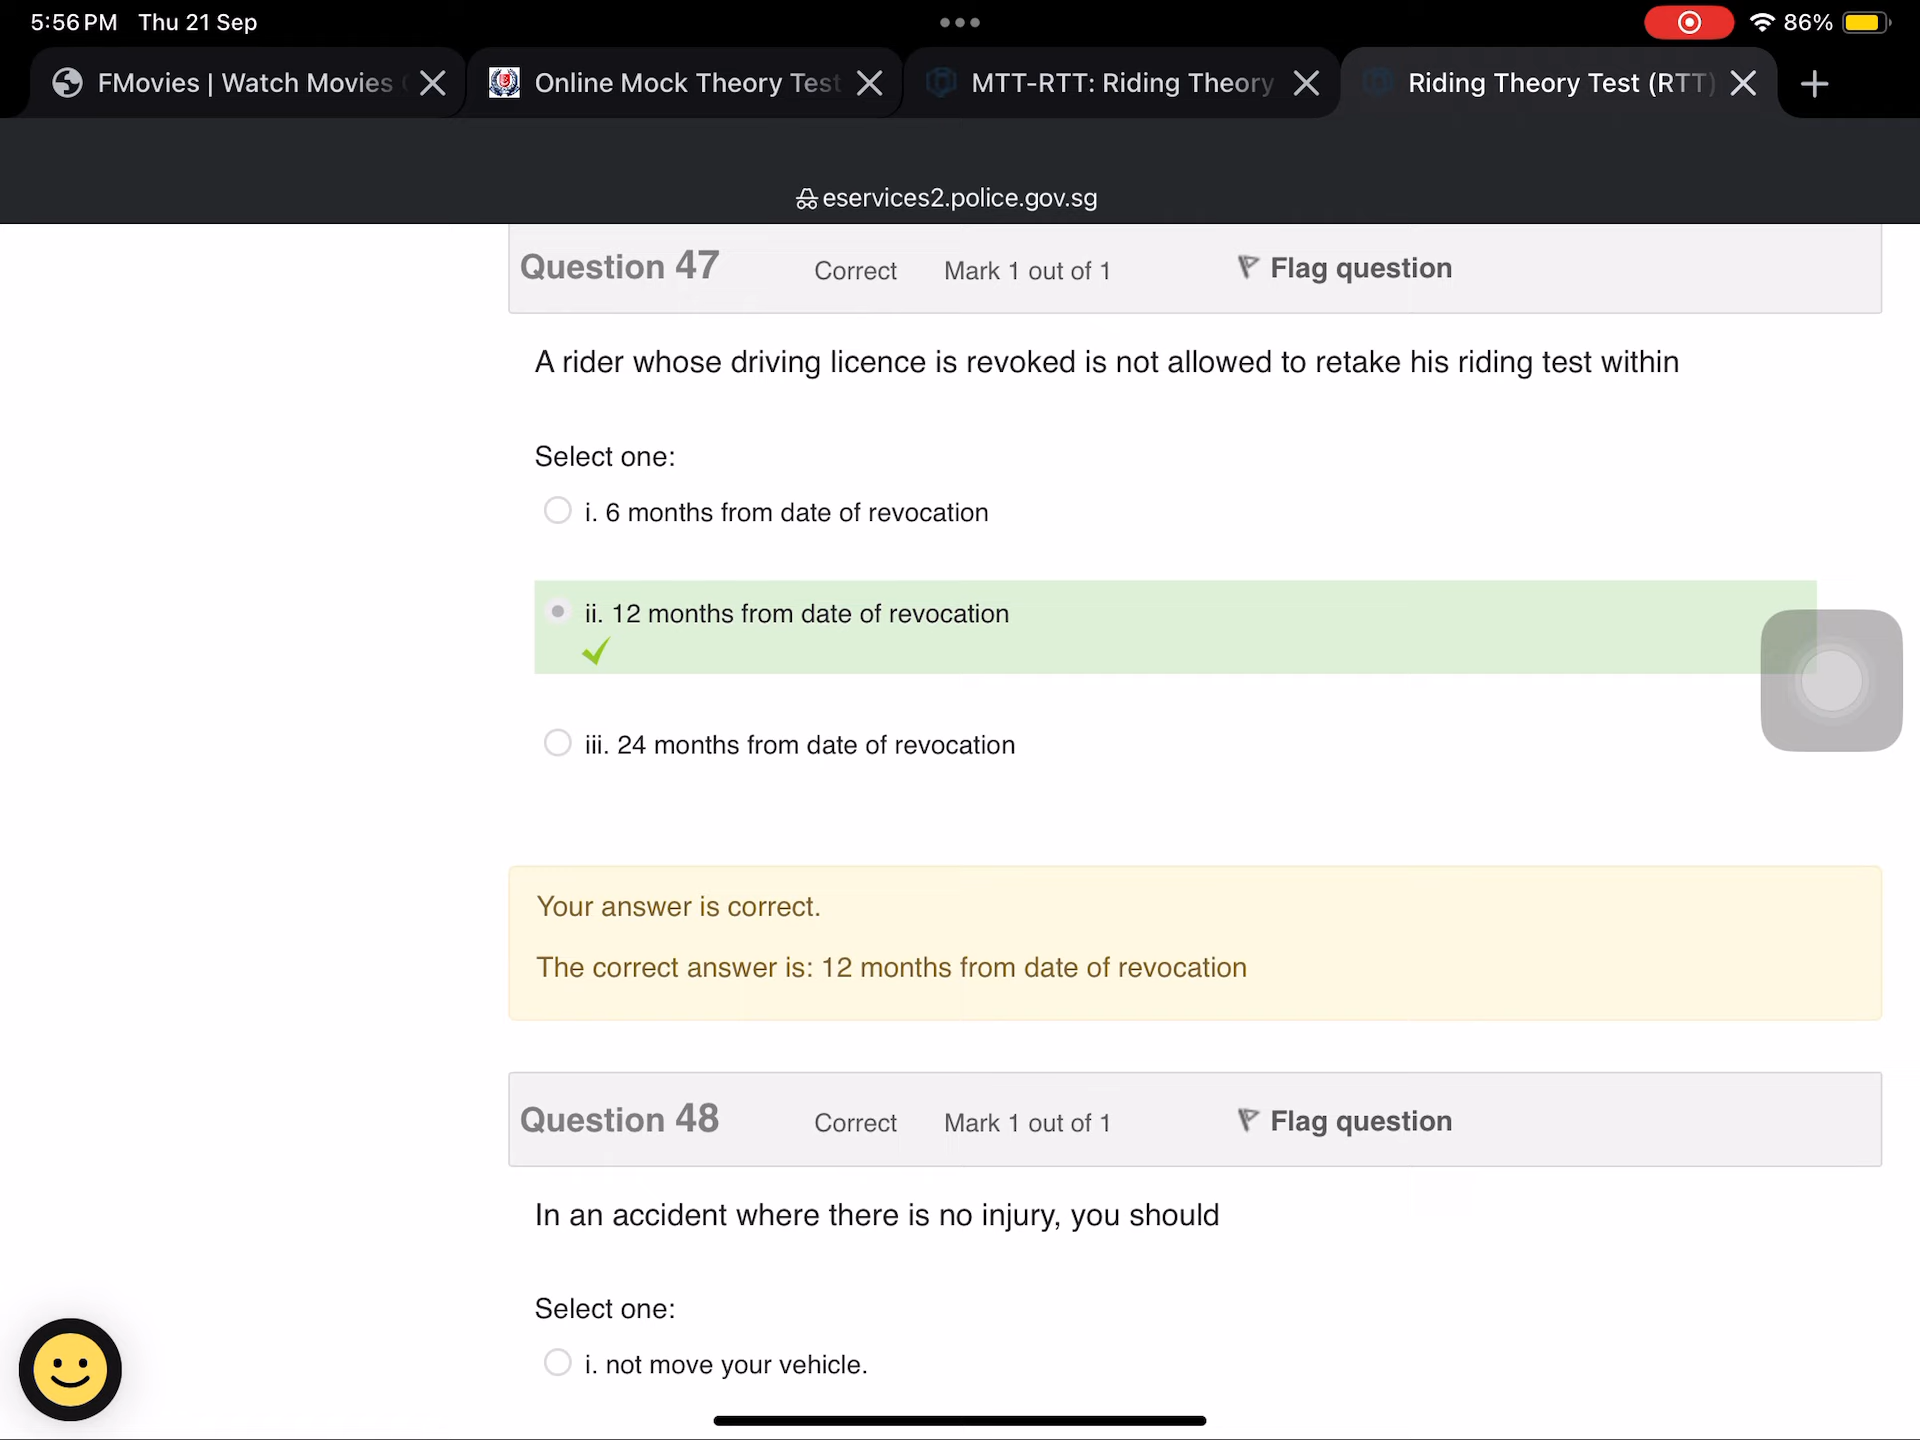 5:56 PM Thu 21 Sep
86%
FMovies | Watch Movies
Online Mock Theory Test
MTT-RTT: Riding Theory
Riding Theory Test (RTT)
eservices2.police.gov.sg
Question 47 Correct Mark 1 out of 1 Flag question
A rider whose driving licence is revoked is not allowed to retake his riding test within
Select one:
i. 6 months from date of revocation
ii. 12 months from date of revocation
iii. 24 months from date of revocation
Your answer is correct.
The correct answer is: 12 months from date of revocation
Question 48 Correct Mark 1 out of 1 Flag question
In an accident where there is no injury, you should
Select one:
i. not move your vehicle.